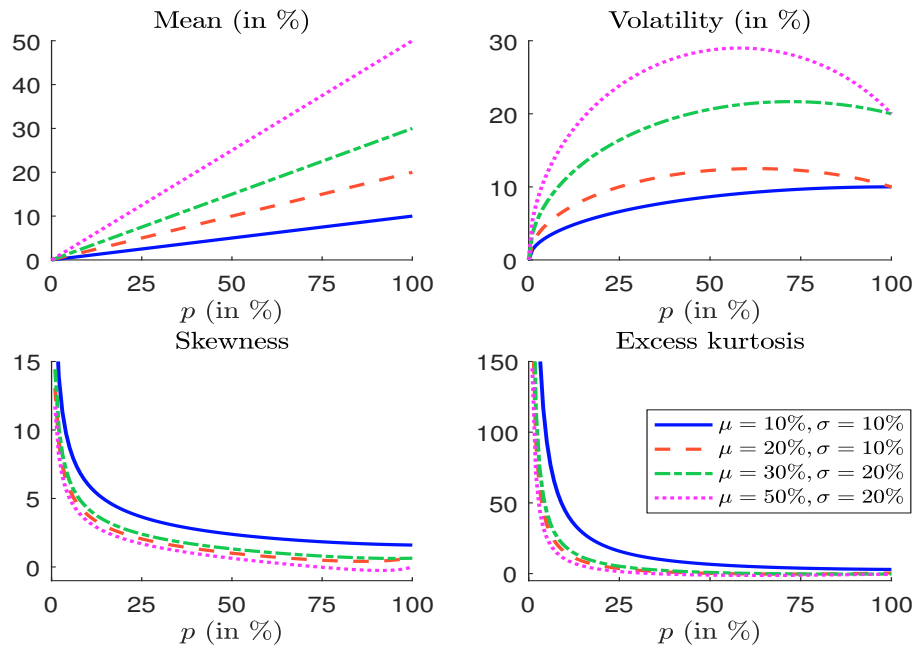 Mean (in %)
50
40
30
20
10
0
0 25 50 75 100
p (in %)
Volatility (in %)
30
20
10
0
0 25 50 75 100
p (in %)
Skewness
15
10
5
0
0 25 50 75 100
p (in %)
Excess kurtosis
150
100
50
0
0 25 50 75 100
p (in %)
μ = 10%, σ = 10%
μ = 20%, σ = 10%
μ = 30%, σ = 20%
μ = 50%, σ = 20%